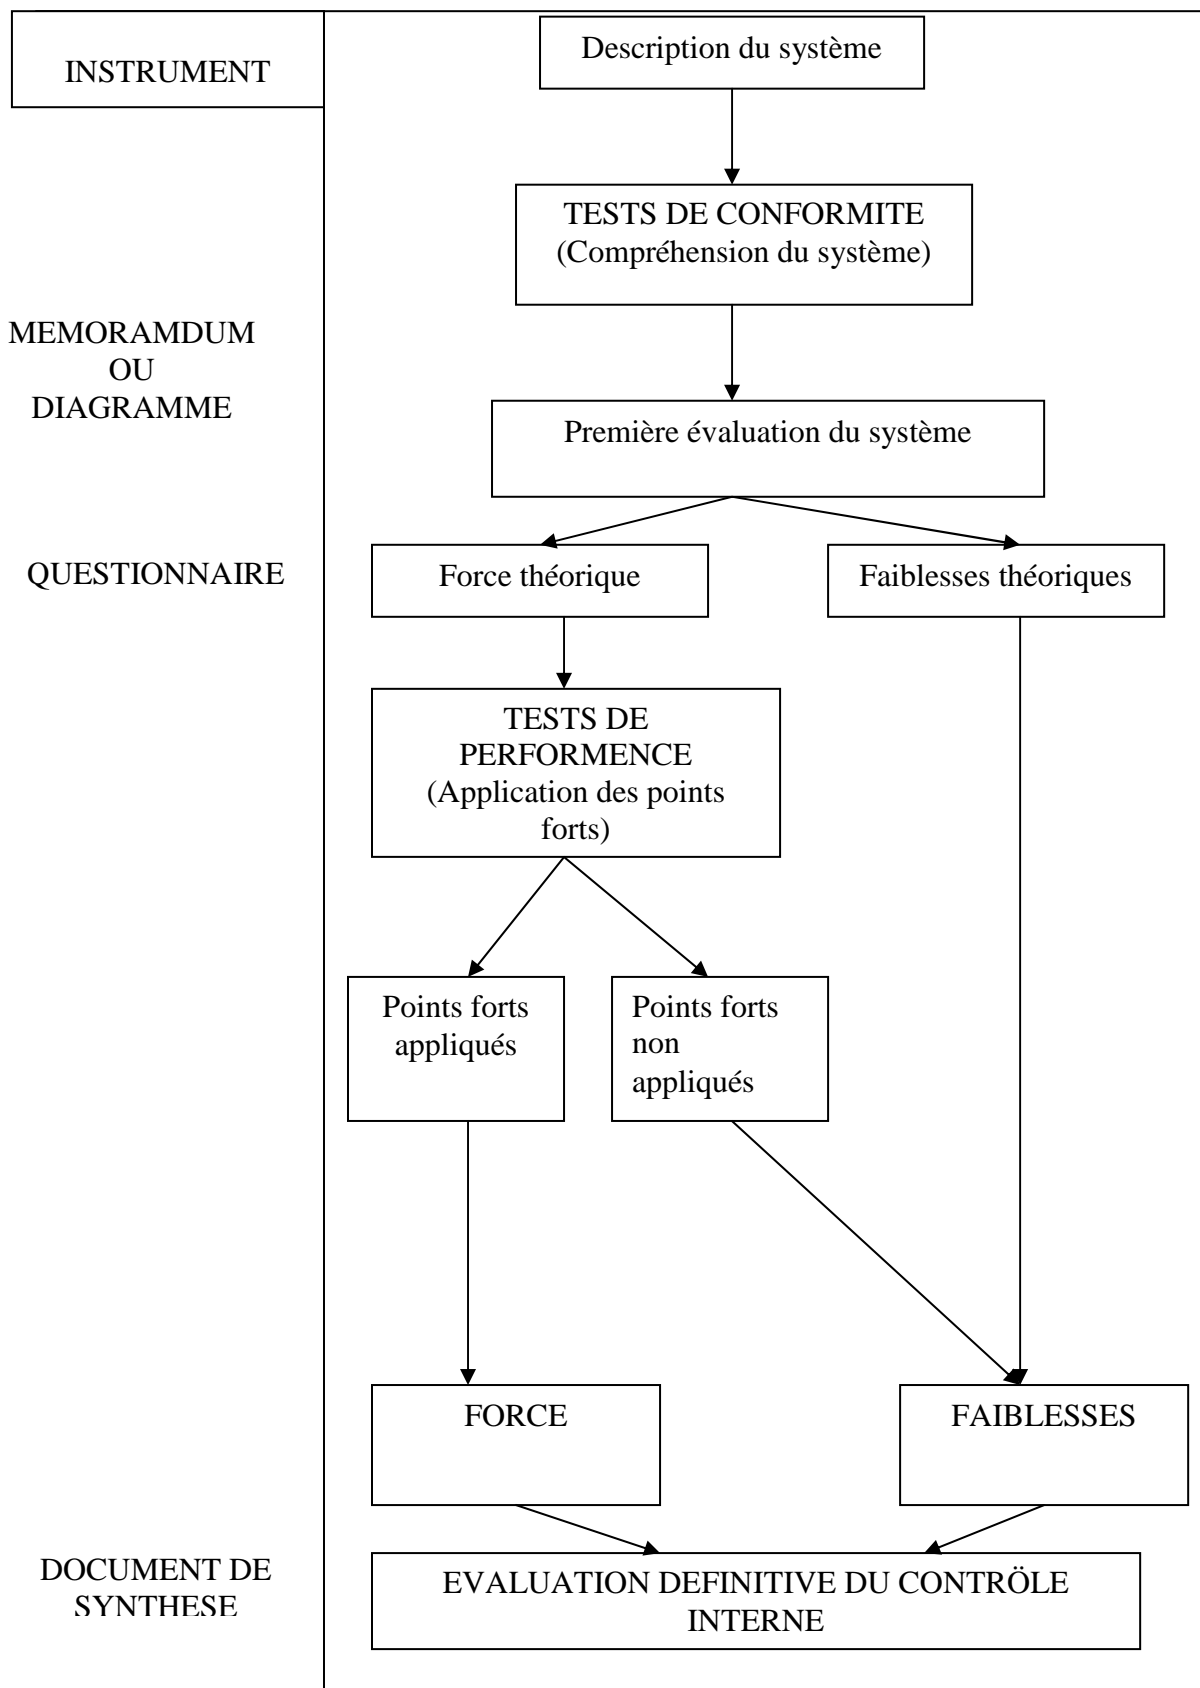 INSTRUMENT
Description du système
TESTS DE CONFORMITE
(Compréhension du système)
MEMORAMDUM
OU
DIAGRAMME
Première évaluation du système
QUESTIONNAIRE
Force théorique
Faiblesses théoriques
TESTS DE
PERFORMENCE
(Application des points
forts)
Points forts
appliqués
Points forts
non
appliqués
FORCE
FAIBLESSES
DOCUMENT DE
SYNTHESE
EVALUATION DEFINITIVE DU CONTRÖLE
INTERNE